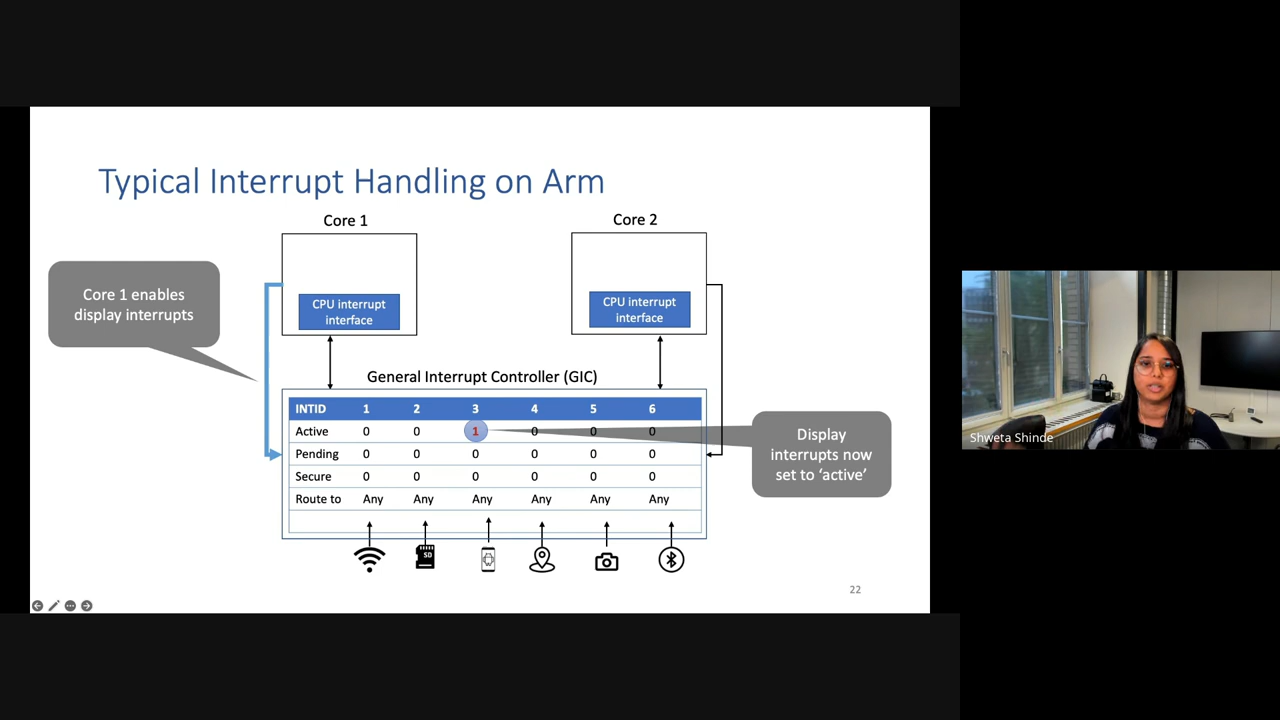 Typical Interrupt Handling on Arm
Core 1
Core 2
Core 1 enables
display interrupts
CPU interrupt
interface
CPU interrupt
interface
General Interrupt Controller (GIC)
INTID 1 2 3 4 5 6
Active 0 0 1 0 0 0
Pending 0 0 0 0 0 0
Secure 0 0 0 0 0 0
Route to Any Any Any Any Any Any
Display
interrupts now
set to ‘active’
SD
22
Shweta Shinde